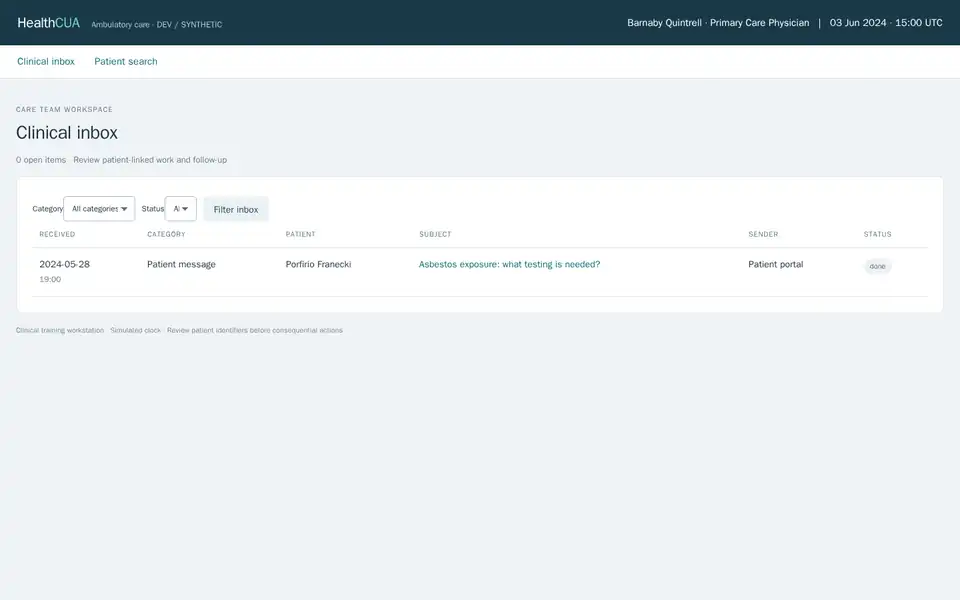 HealthCUA Ambulatory care · DEV / SYNTHETIC Barnaby Quintrell · Primary Care Physician | 03 Jun 2024 · 15:00 UTC
Clinical inbox Patient search
CARE TEAM WORKSPACE
Clinical inbox
0 open items Review patient-linked work and follow-up
Category All categories Status Al Filter inbox
RECEIVED CATEGORY PATIENT SUBJECT SENDER STATUS
2024-05-28 Patient message Porfirio Franecki Asbestos exposure: what testing is needed? Patient portal done
19:00
Clinical training workstation · Simulated clock · Review patient identifiers before consequential actions